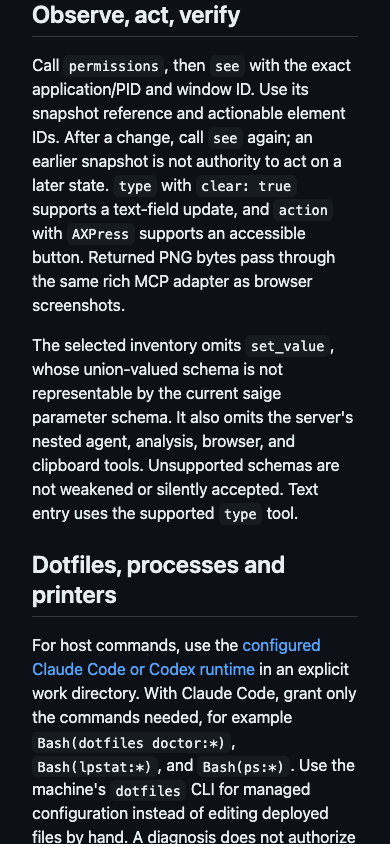 Observe, act, verify
Call permissions, then see with the exact
application/PID and window ID. Use its
snapshot reference and actionable element
IDs. After a change, call see again; an
earlier snapshot is not authority to act on a
later state. type with clear: true
supports a text-field update, and action
with AXPress supports an accessible
button. Returned PNG bytes pass through
the same rich MCP adapter as browser
screenshots.
The selected inventory omits set_value,
whose union-valued schema is not
representable by the current saige
parameter schema. It also omits the server's
nested agent, analysis, browser, and
clipboard tools. Unsupported schemas are
not weakened or silently accepted. Text
entry uses the supported type tool.
Dotfiles, processes and
printers
For host commands, use the configured
Claude Code or Codex runtime in an explicit
work directory. With Claude Code, grant only
the commands needed, for example
Bash(dotfiles doctor:*),
Bash(lpstat:*), and Bash(ps:*). Use the
machine's dotfiles CLI for managed
configuration instead of editing deployed
files by hand. A diagnosis does not authorize